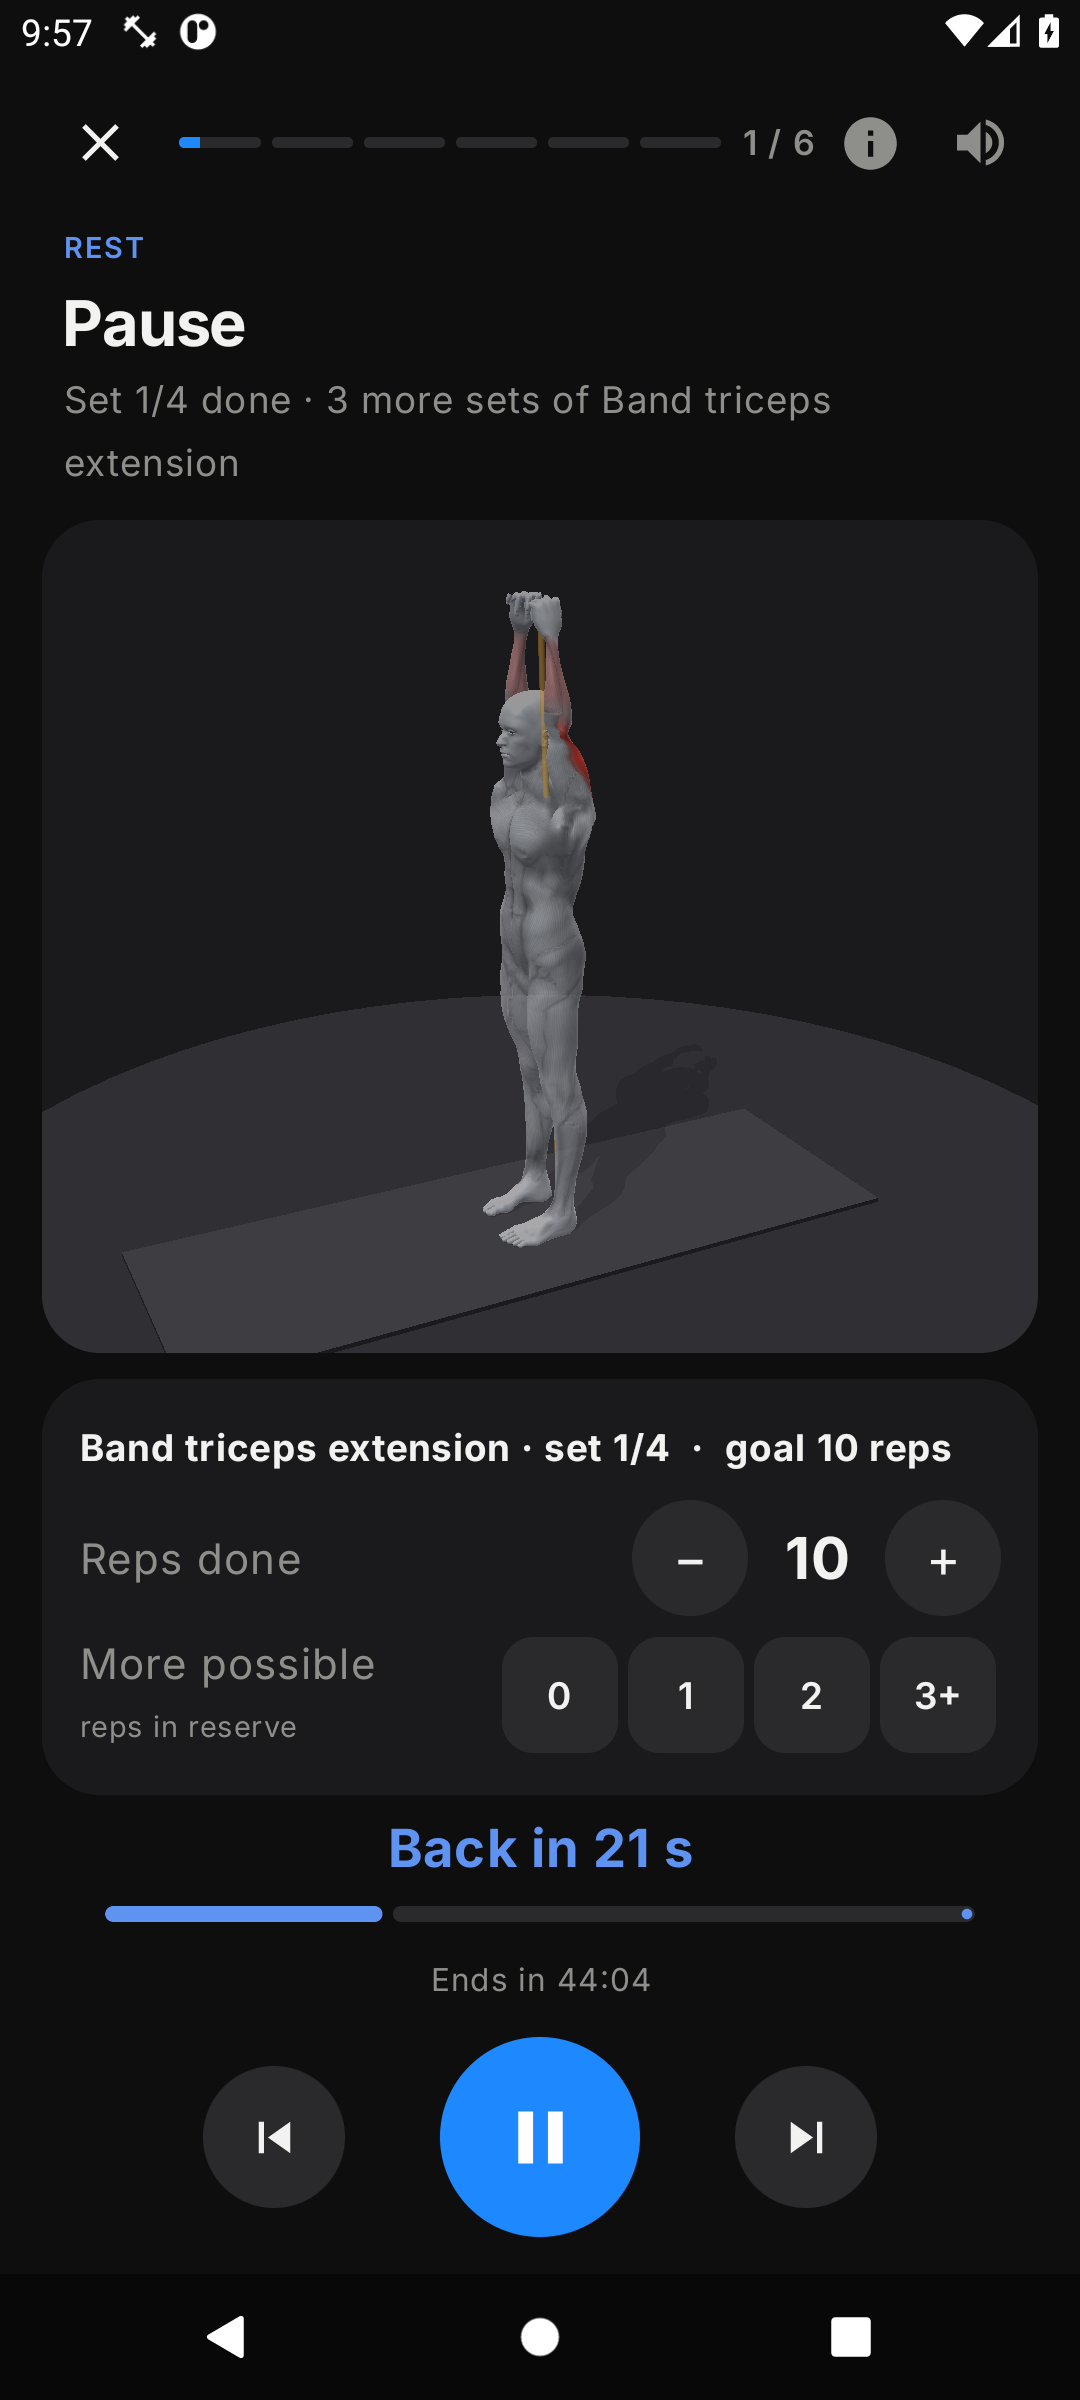 9:57
1 / 6
REST
Pause
Set 1/4 done · 3 more sets of Band triceps
extension
Band triceps extension · set 1/4 · goal 10 reps
Reps done
– 10 +
More possible
reps in reserve
0 1 2 3+
Back in 21 s
Ends in 44:04